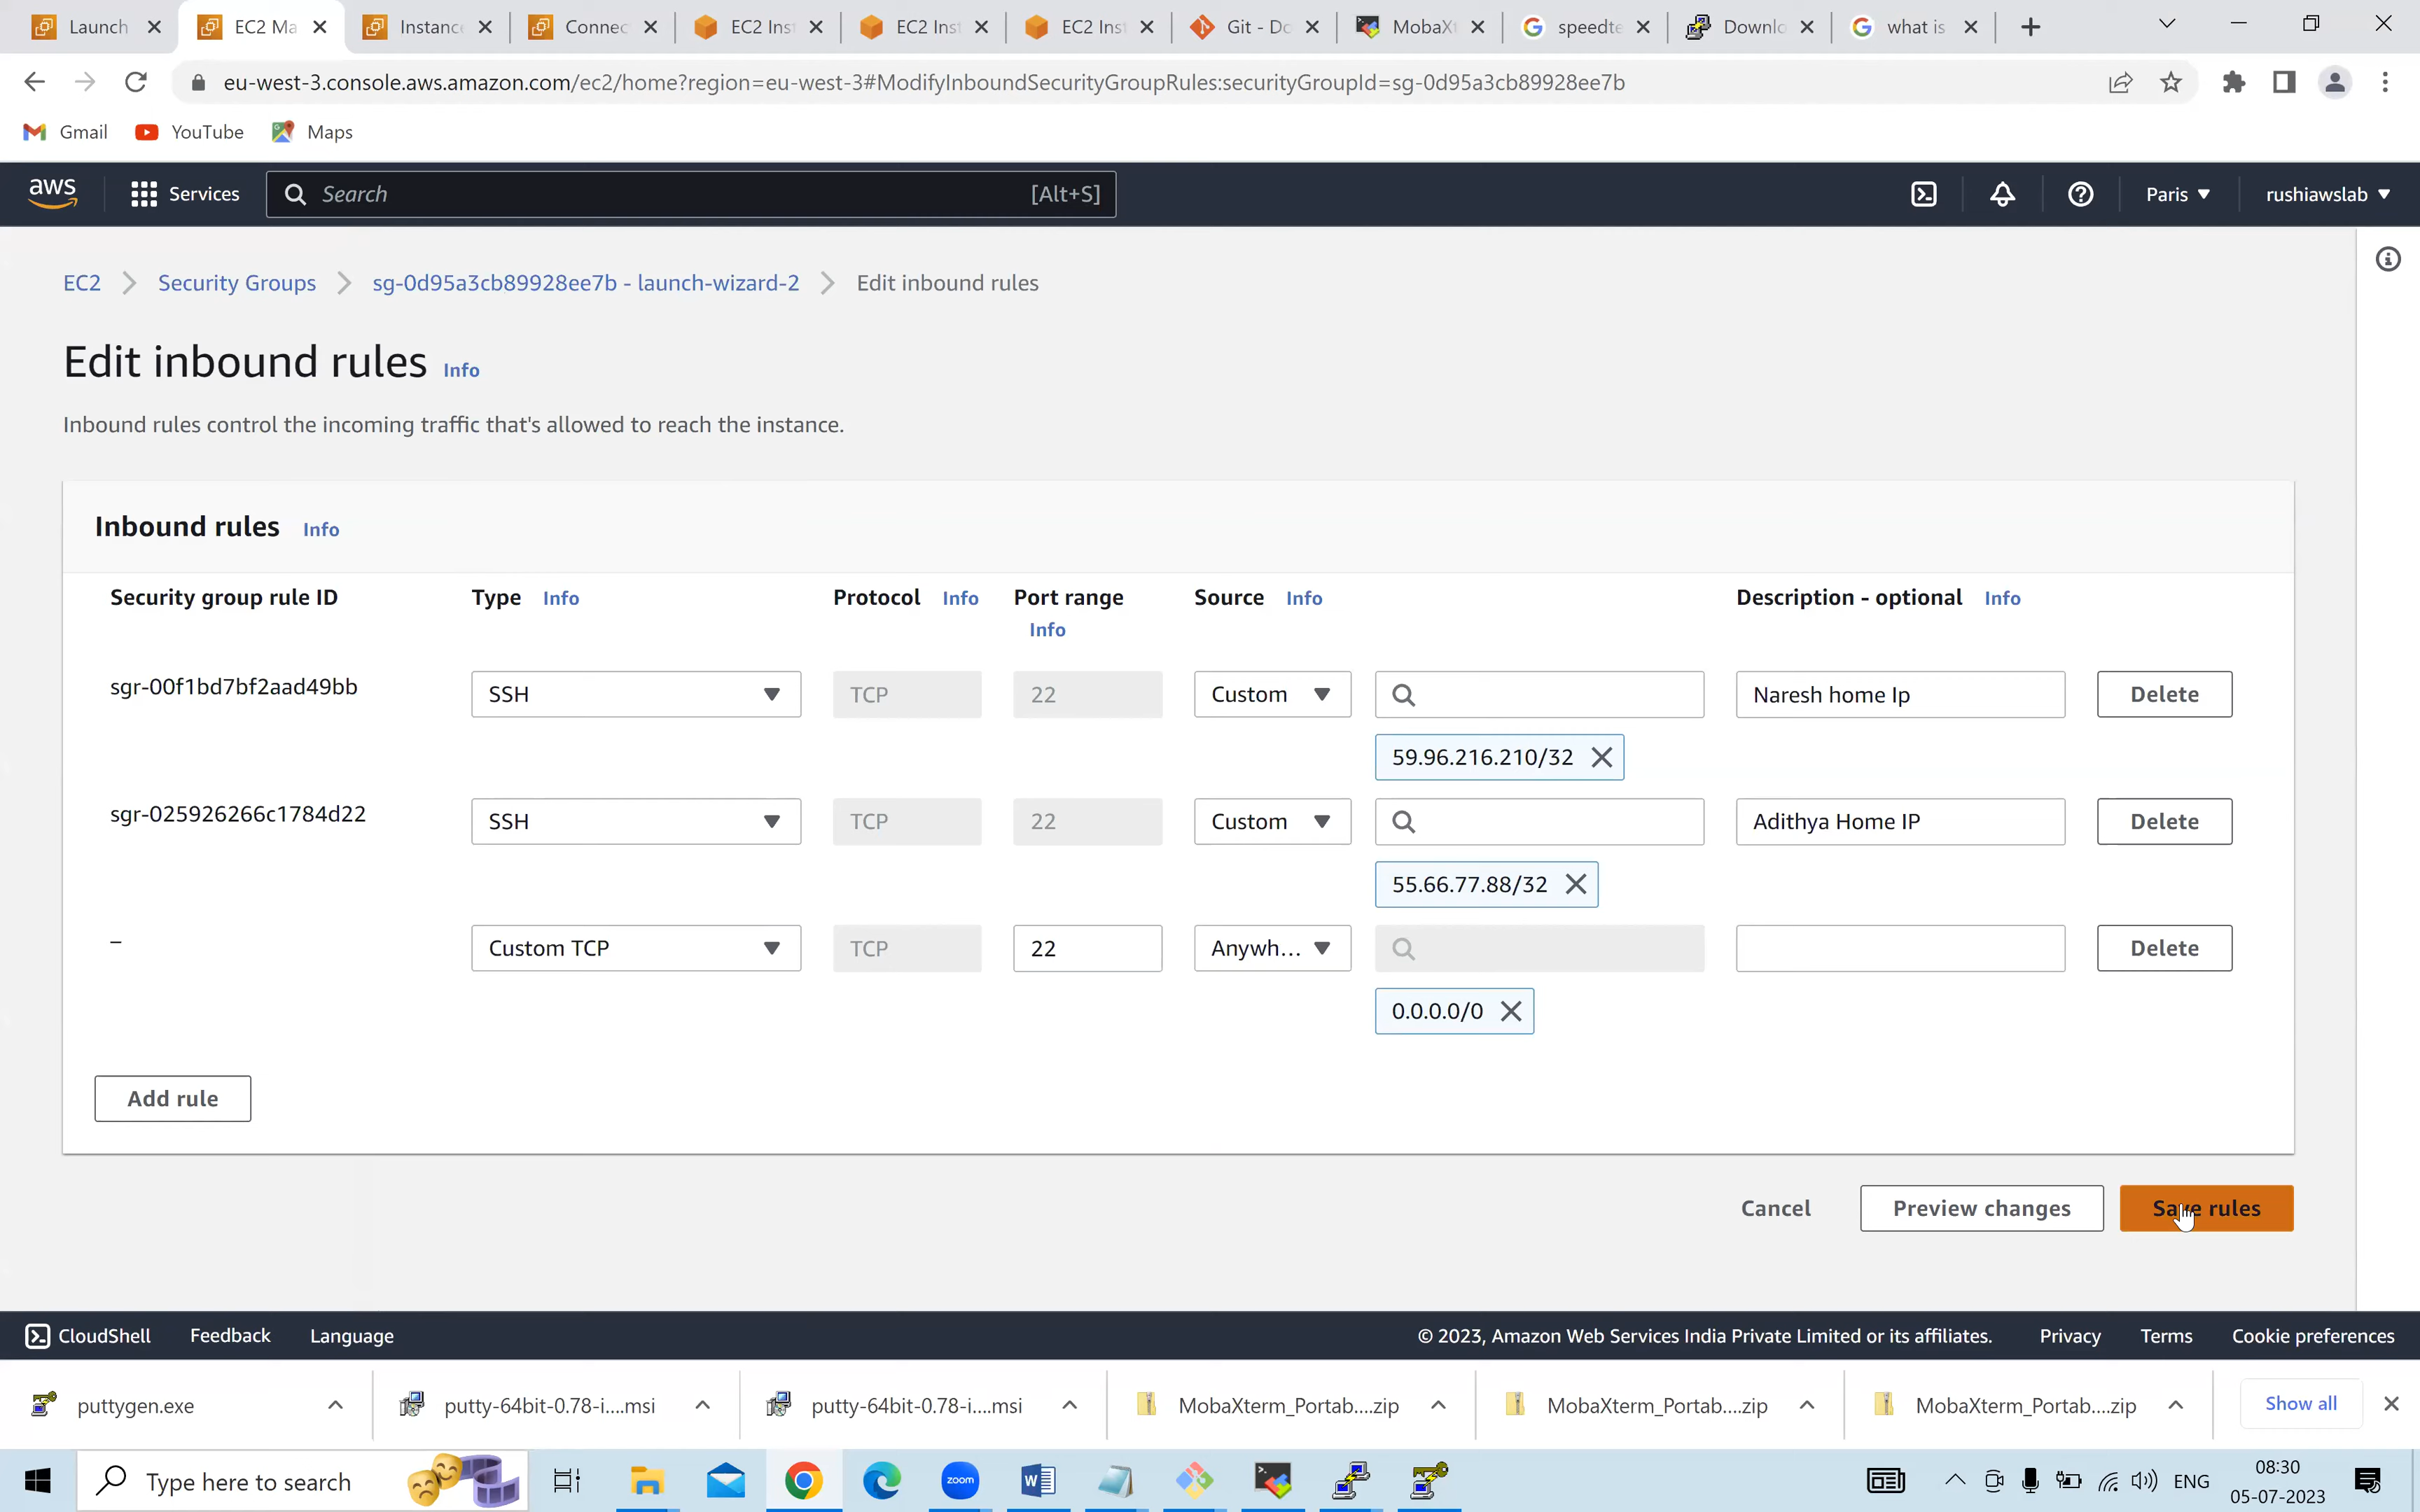 Launch
EC2 Ma
Instanc
Connec
EC2 Inst
EC2 Inst
EC2 Inst
Git - Do
MobaXt
speedte
Downlo
what is
eu-west-3.console.aws.amazon.com/ec2/home?region=eu-west-3#ModifyInboundSecurityGroupRules:securityGroupId=sg-0d95a3cb89928ee7b
Gmail YouTube Maps
aws Services Search [Alt+S] Paris rushiawslab
EC2 Security Groups sg-0d95a3cb89928ee7b - launch-wizard-2 Edit inbound rules
Edit inbound rules Info
Inbound rules control the incoming traffic that's allowed to reach the instance.
Inbound rules Info
Security group rule ID Type Info Protocol Info Port range Source Info Description - optional Info
Info
sgr-00f1bd7bf2aad49bb SSH TCP 22 Custom Naresh home Ip Delete
59.96.216.210/32
sgr-025926266c1784d22 SSH TCP 22 Custom Adithya Home IP Delete
55.66.77.88/32
– Custom TCP TCP 22 Anywh... Delete
0.0.0.0/0
Add rule
Cancel Preview changes Save rules
CloudShell Feedback Language © 2023, Amazon Web Services India Private Limited or its affiliates. Privacy Terms Cookie preferences
puttygen.exe putty-64bit-0.78-i....msi putty-64bit-0.78-i....msi MobaXterm_Portab....zip MobaXterm_Portab....zip MobaXterm_Portab....zip Show all
Type here to search zoom ENG 08:30
05-07-2023